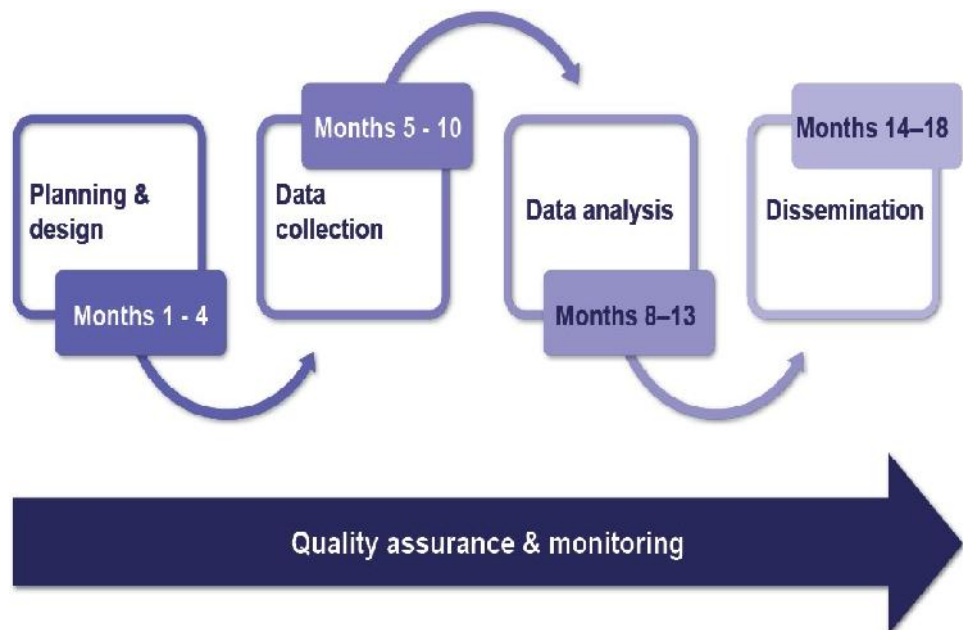 Planning &
design
Months 1 - 4
Months 5 - 10
Data
collection
Data analysis
Months 8–13
Months 14–18
Dissemination
Quality assurance & monitoring